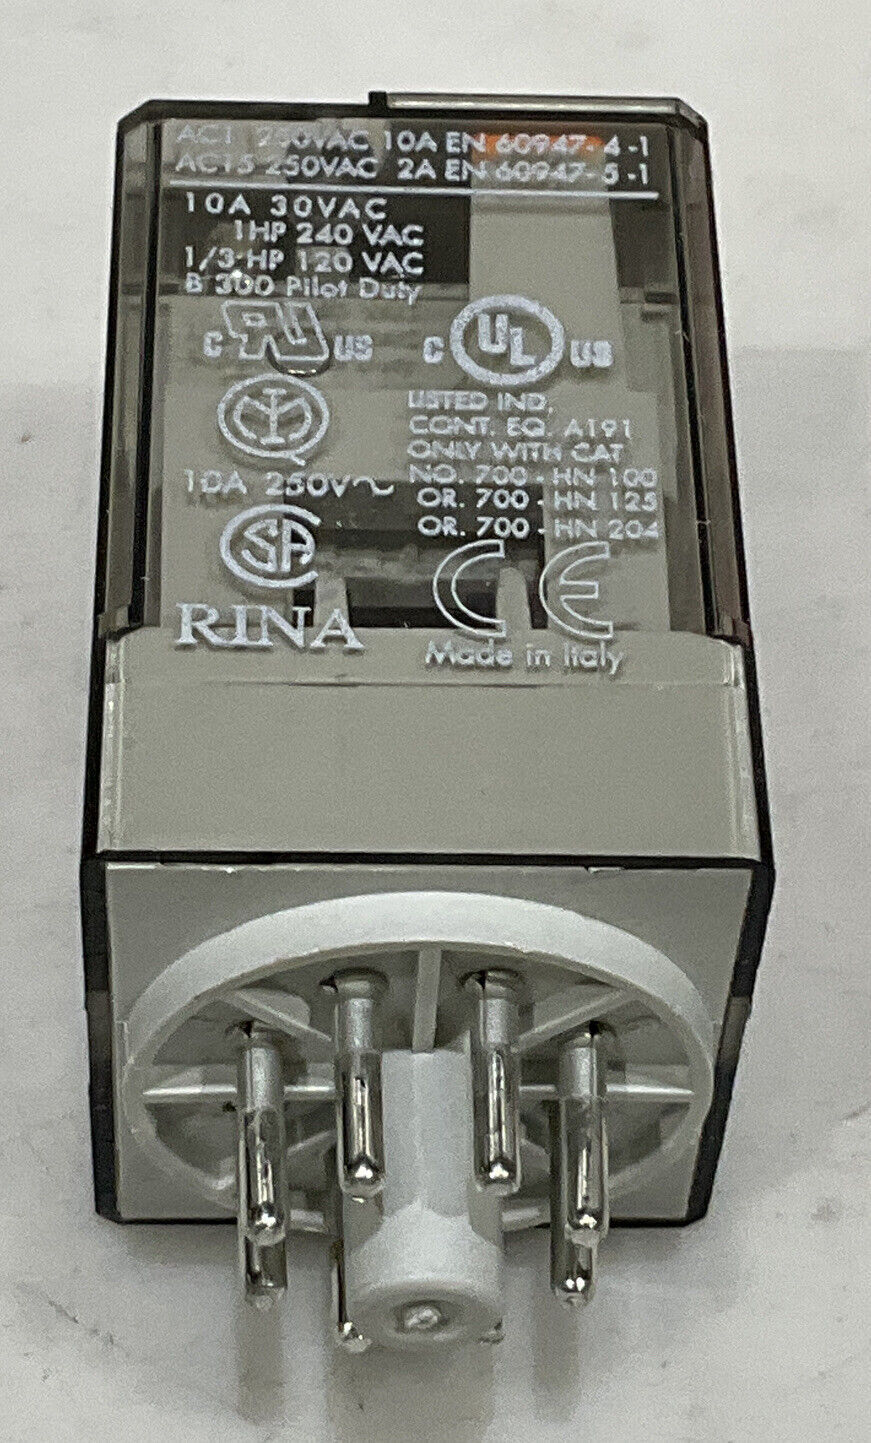 AC1 250VAC 10A EN 60947-4-1
AC15 250VAC 2A EN 60947-5-1
10A 30VAC
1HP 240 VAC
1/3 HP 120 VAC
B 300 Pilot Duty
C RU US
C UL US
LISTED IND.
CONT. EQ. A191
ONLY WITH CAT
NO. 700 - HN 100
OR. 700 - HN 125
OR. 700 - HN 204
10A 250V~
CSA
RINA
CE
Made in Italy